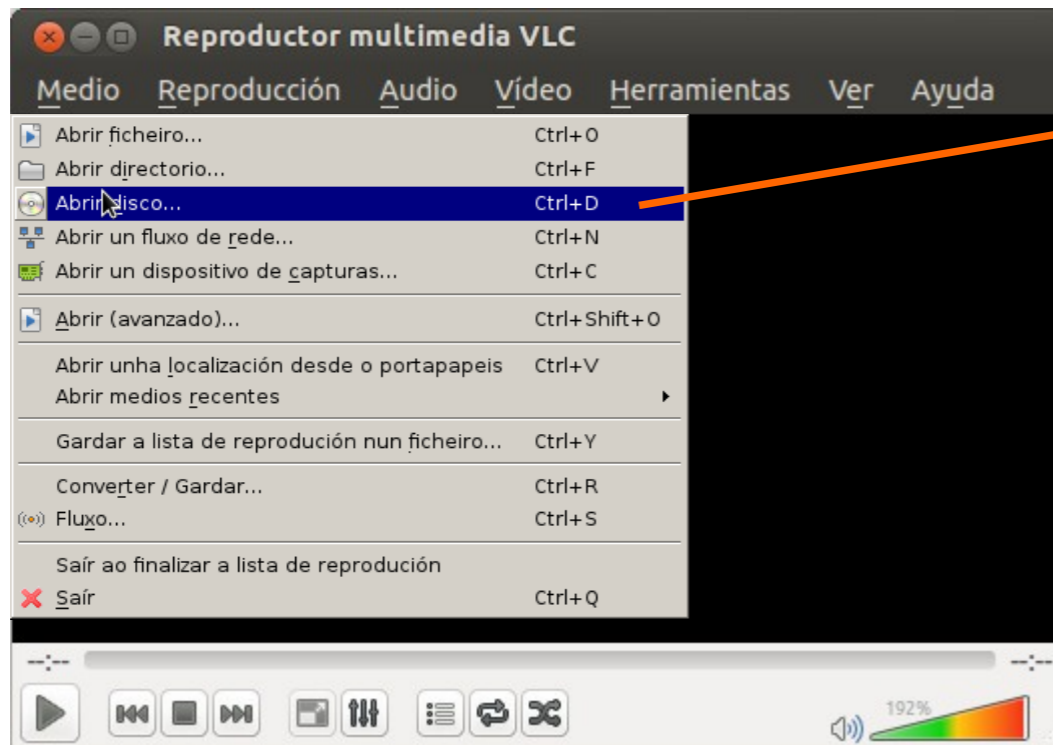 Reproductor multimedia VLC
Medio Reproducción Audio Vídeo Herramientas Ver Ayuda
Abrir ficheiro... Ctrl+O
Abrir directorio... Ctrl+F
Abrir disco... Ctrl+D
Abrir un fluxo de rede... Ctrl+N
Abrir un dispositivo de capturas... Ctrl+C
Abrir (avanzado)... Ctrl+Shift+O
Abrir unha localización desde o portapapeis Ctrl+V
Abrir medios recentes
Gardar a lista de reprodución nun ficheiro... Ctrl+Y
Converter / Gardar... Ctrl+R
Fluxo... Ctrl+S
Saír ao finalizar a lista de reprodución
Saír Ctrl+Q
--:-- --:--
192%